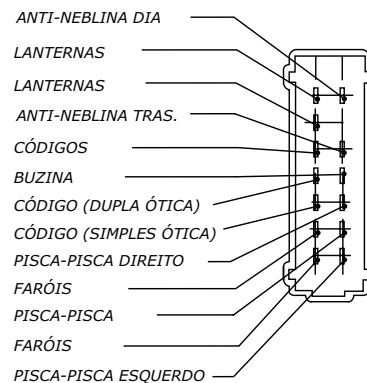 ANTI-NEBLINA DIA
LANTERNAS
LANTERNAS
ANTI-NEBLINA TRAS.
CÓDIGOS
BUZINA
CÓDIGO (DUPLA ÓTICA)
CÓDIGO (SIMPLES ÓTICA)
PISCA-PISCA DIREITO
FARÓIS
PISCA-PISCA
FARÓIS
PISCA-PISCA ESQUERDO